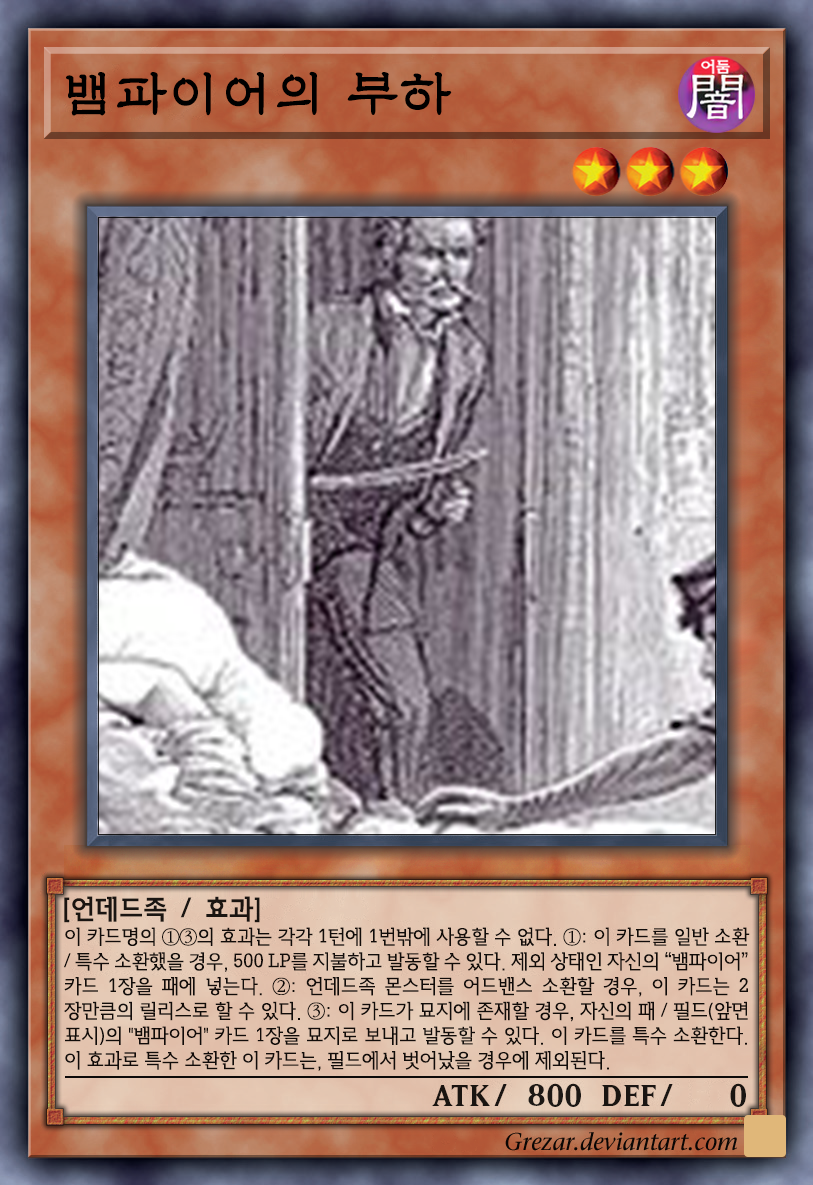 뱀파이어의 부하
어둠
闇
[언데드족 / 효과]
이 카드명의 ①③의 효과는 각각 1턴에 1번밖에 사용할 수 없다. ①: 이 카드를 일반 소환
/ 특수 소환했을 경우, 500 LP를 지불하고 발동할 수 있다. 제외 상태인 자신의 “뱀파이어”
카드 1장을 패에 넣는다. ②: 언데드족 몬스터를 어드밴스 소환할 경우, 이 카드는 2
장만큼의 릴리스로 할 수 있다. ③: 이 카드가 묘지에 존재할 경우, 자신의 패 / 필드(앞면
표시)의 "뱀파이어" 카드 1장을 묘지로 보내고 발동할 수 있다. 이 카드를 특수 소환한다.
이 효과로 특수 소환한 이 카드는, 필드에서 벗어났을 경우에 제외된다.
ATK/ 800 DEF/ 0
Grezar.deviantart.com